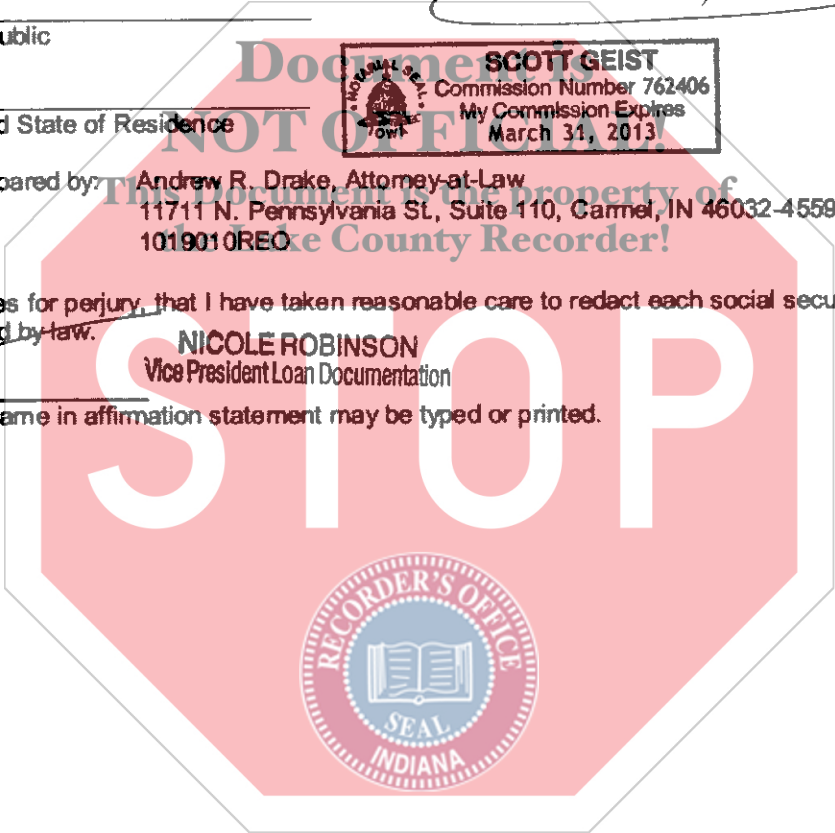 ublic
Document is
SCOTT GEIST
NOTARIAL SEAL
Commission Number 762406
My Commission Expires
March 31, 2013
d State of Residence
NOT OFFICIAL!
pared by: Andrew R. Drake, Attorney-at-Law
This Document is the property of
11711 N. Pennsylvania St., Suite 110, Carmel, IN 46032-4559
1019010REO
the Lake County Recorder!
es for perjury, that I have taken reasonable care to redact each social secu
d by law.
NICOLE ROBINSON
Vice President Loan Documentation
ame in affirmation statement may be typed or printed.
STOP
RECORDER'S OFFICE
SEAL
INDIANA